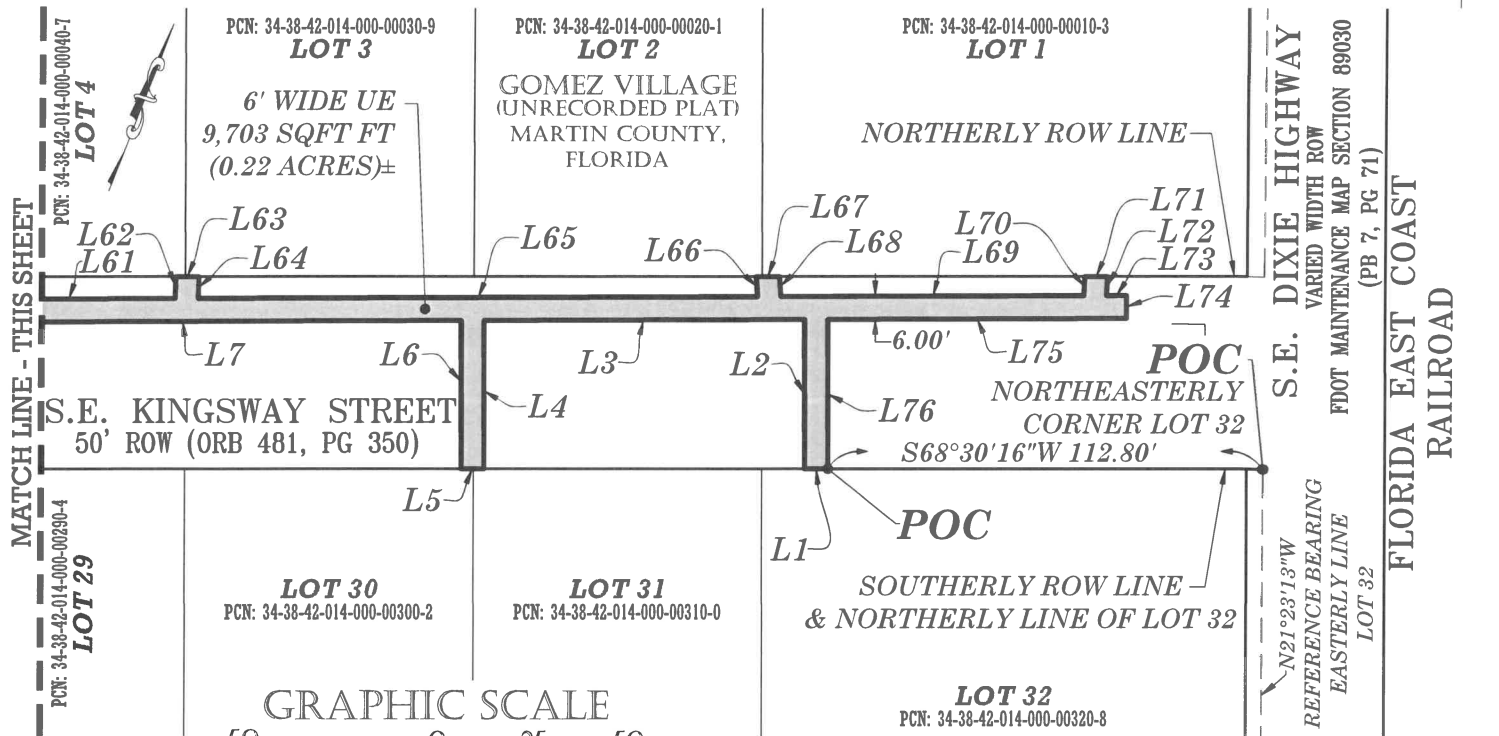 PCN: 34-38-42-014-000-00040-7
LOT 4
PCN: 34-38-42-014-000-00030-9
LOT 3
PCN: 34-38-42-014-000-00020-1
LOT 2
PCN: 34-38-42-014-000-00010-3
LOT 1
6' WIDE UE
9,703 SQFT FT
(0.22 ACRES)±
GOMEZ VILLAGE
(UNRECORDED PLAT)
MARTIN COUNTY,
FLORIDA
NORTHERLY ROW LINE
S.E. DIXIE HIGHWAY
VARIED WIDTH ROW
FDOT MAINTENANCE MAP SECTION 89030
(PB 7, PG 71)
FLORIDA EAST COAST
RAILROAD
MATCH LINE - THIS SHEET
L61
L62
L63
L64
L65
L66
L67
L68
L69
L70
L71
L72
L73
L74
L7
L6
L4
L3
L2
L76
6.00'
L75
POC
NORTHEASTERLY
CORNER LOT 32
S68°30'16"W 112.80'
S.E. KINGSWAY STREET
50' ROW (ORB 481, PG 350)
L5
L1
POC
PCN: 34-38-42-014-000-00290-4
LOT 29
LOT 30
PCN: 34-38-42-014-000-00300-2
LOT 31
PCN: 34-38-42-014-000-00310-0
SOUTHERLY ROW LINE
& NORTHERLY LINE OF LOT 32
N21°23'13"W
REFERENCE BEARING
EASTERLY LINE
LOT 32
LOT 32
PCN: 34-38-42-014-000-00320-8
GRAPHIC SCALE